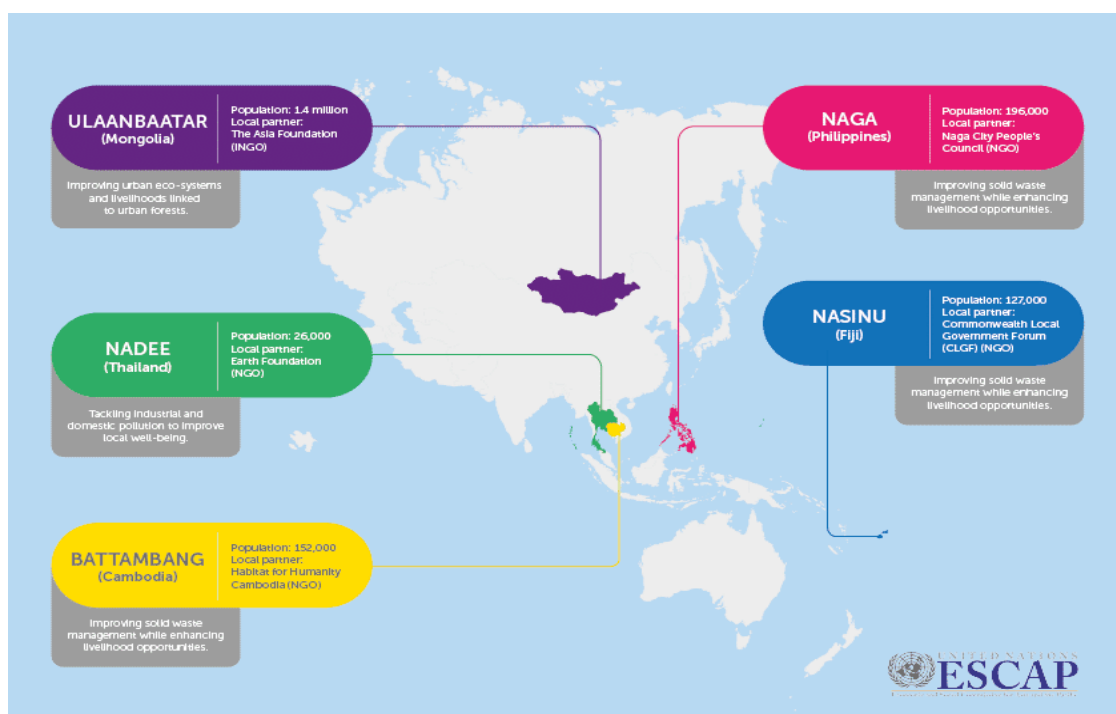 ULAANBAATAR
(Mongolia)
Population: 1.4 million
Local partner:
The Asia Foundation
(INGO)
Improving urban eco-systems
and livelihoods linked
to urban forests.
NADEE
(Thailand)
Population: 26,000
Local partner:
Earth Foundation
(NGO)
Tackling industrial and
domestic pollution to improve
local well-being.
BATTAMBANG
(Cambodia)
Population: 152,000
Local partner:
Habitat for Humanity
Cambodia (NGO)
Improving solid waste
management while enhancing
livelihood opportunities.
NAGA
(Philippines)
Population: 196,000
Local partner:
Naga City People's
Council (NGO)
Improving solid waste
management while enhancing
livelihood opportunities.
NASINU
(Fiji)
Population: 127,000
Local partner:
Commonwealth Local
Government Forum
(CLGF) (NGO)
Improving solid waste
management while enhancing
livelihood opportunities.
UNITED NATIONS
ESCAP